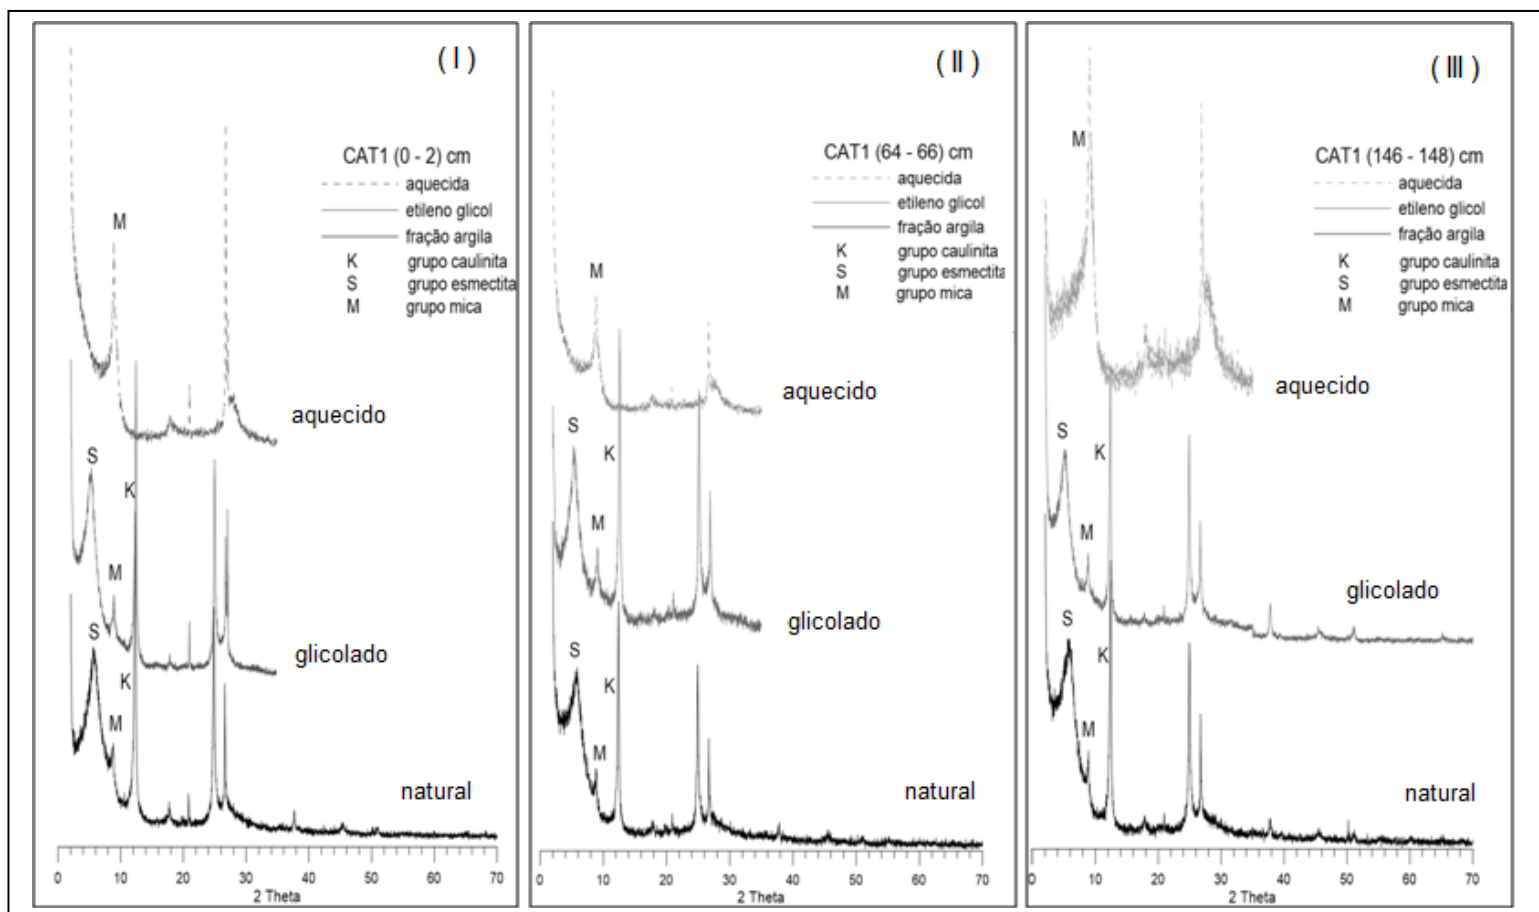 ( I )
CAT1 (0 - 2) cm
aquecida
etileno glicol
fração argila
K grupo caulinita
S grupo esmectita
M grupo mica
M
aquecido
S
K
M
glicolado
S
K
M
natural
0 10 20 30 40 50 60 70
2 Theta
( II )
CAT1 (64 - 66) cm
aquecida
etileno glicol
fração argila
K grupo caulinita
S grupo esmectita
M grupo mica
M
aquecido
S
K
M
glicolado
S
K
M
natural
0 10 20 30 40 50 60 70
2 Theta
( III )
CAT1 (146 - 148) cm
aquecida
etileno glicol
fração argila
K grupo caulinita
S grupo esmectita
M grupo mica
M
aquecido
S
K
M
glicolado
S
K
M
natural
0 10 20 30 40 50 60 70
2 Theta